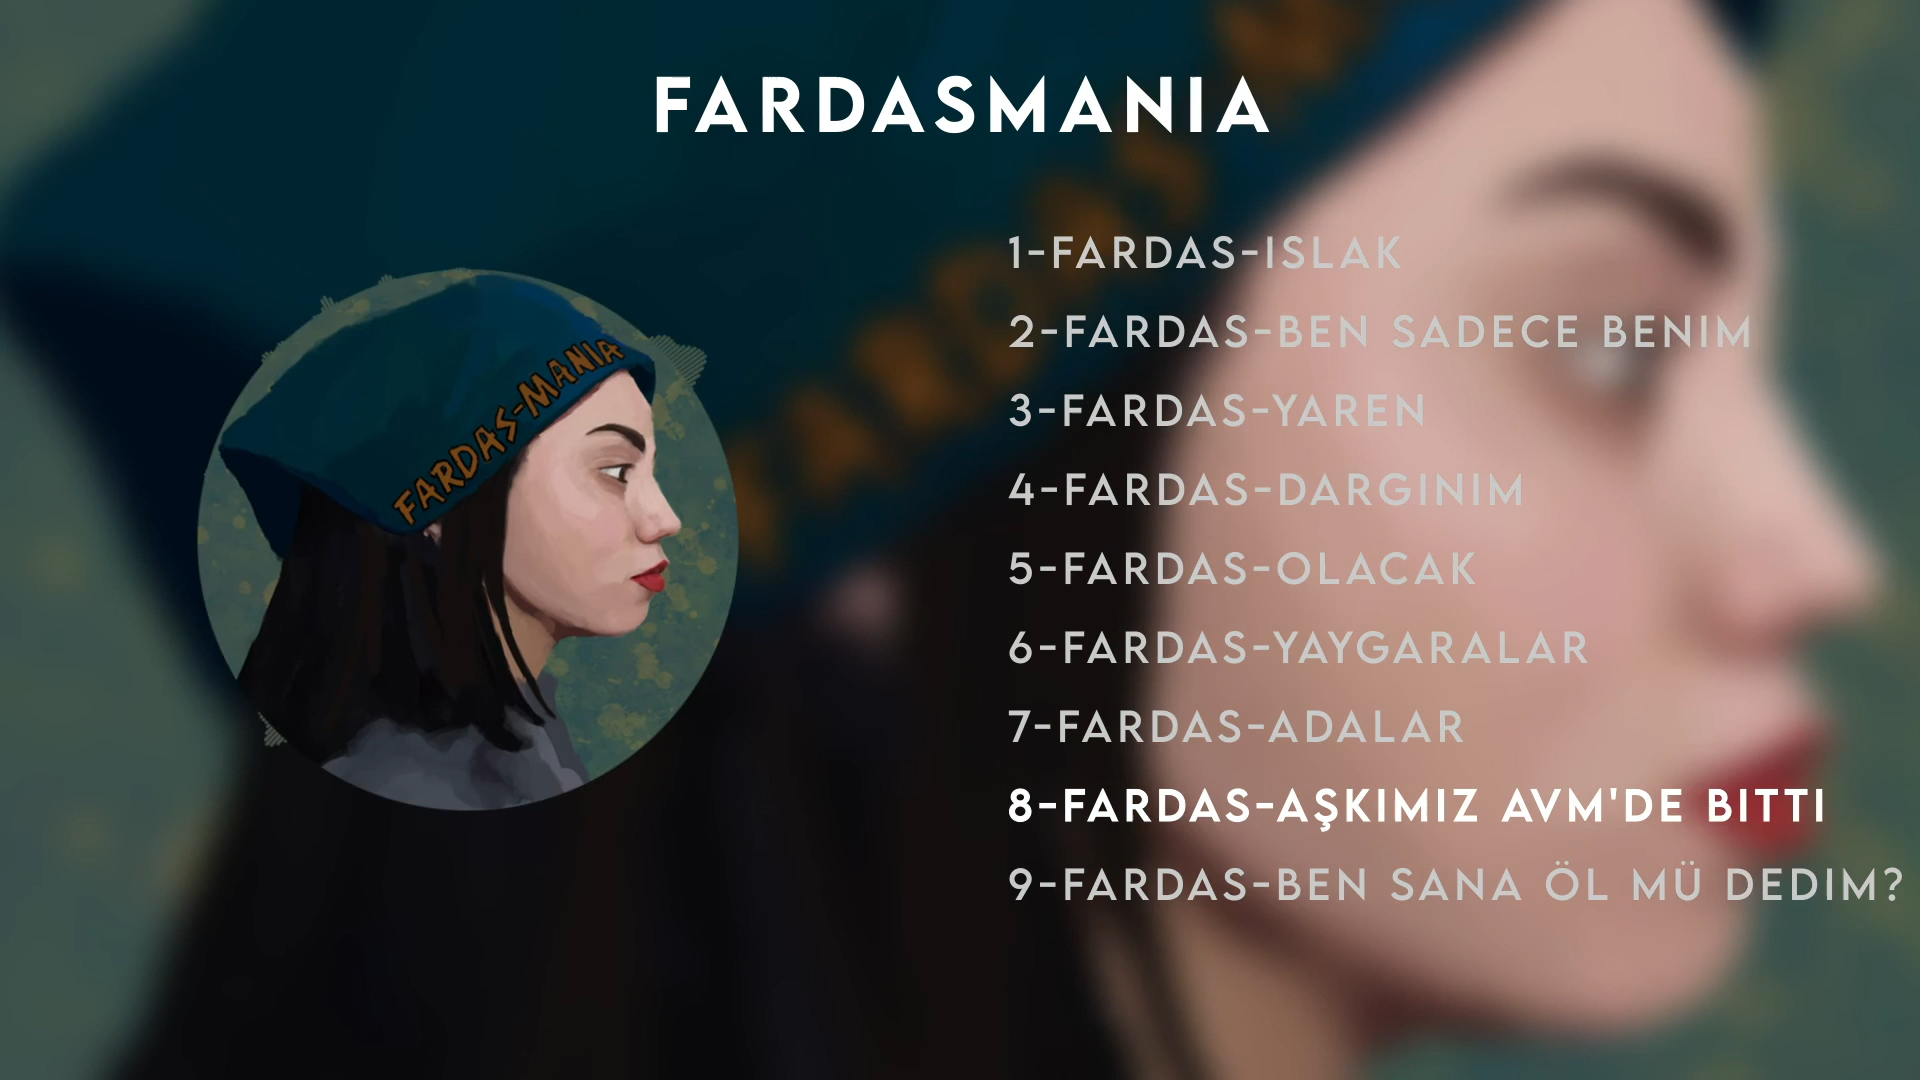 FARDASMANIA
FARDAS-MANIA
1-FARDAS-ISLAK
2-FARDAS-BEN SADECE BENIM
3-FARDAS-YAREN
4-FARDAS-DARGINIM
5-FARDAS-OLACAK
6-FARDAS-YAYGARALAR
7-FARDAS-ADALAR
8-FARDAS-AŞKIMIZ AVM'DE BITTI
9-FARDAS-BEN SANA ÖL MÜ DEDIM?